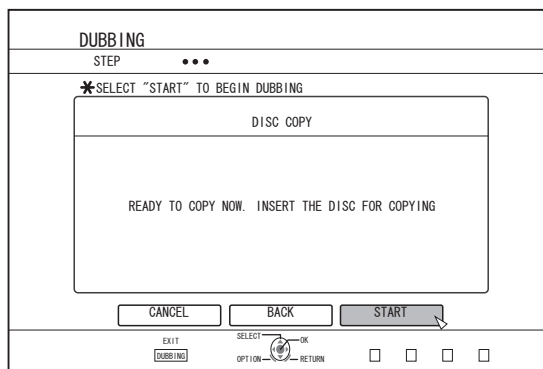 DUBBING
STEP •••
*SELECT "START" TO BEGIN DUBBING
DISC COPY
READY TO COPY NOW. INSERT THE DISC FOR COPYING
CANCEL BACK START
EXIT
DUBBING
SELECT OK
OPTION RETURN